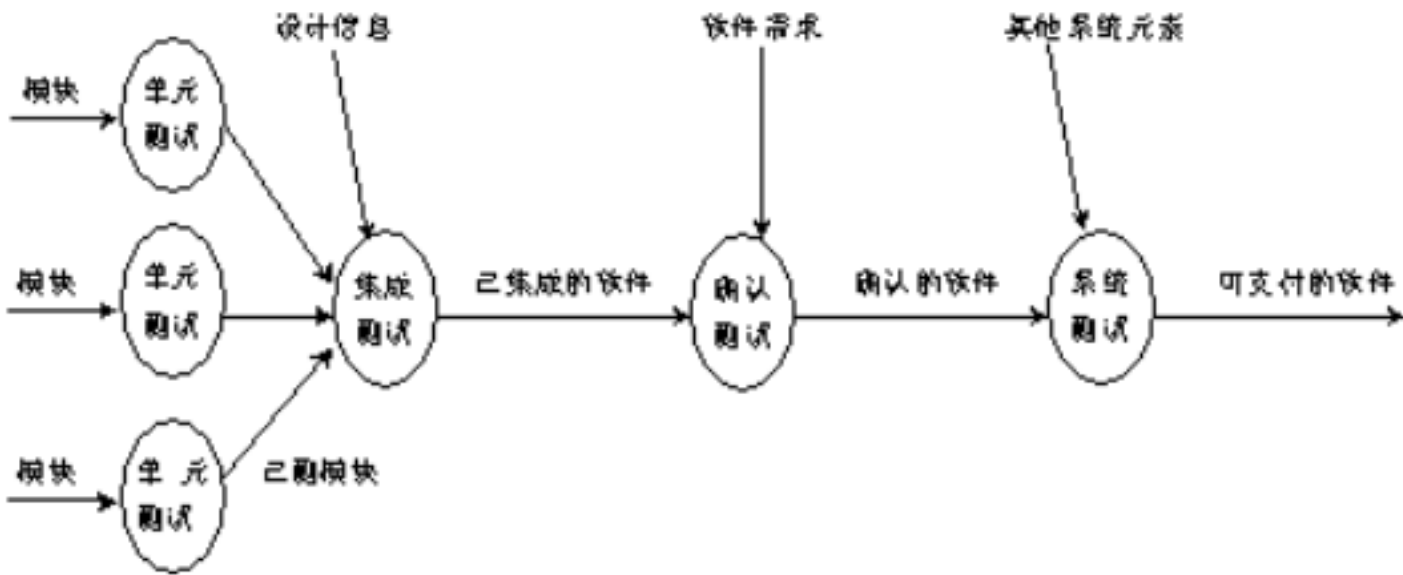 设计信息
软件需求
其他系统元素
模块
单元
测试
模块
单元
测试
集成
测试
已集成的软件
确认
测试
确认的软件
系统
测试
可支付的软件
模块
单元
测试
已测模块